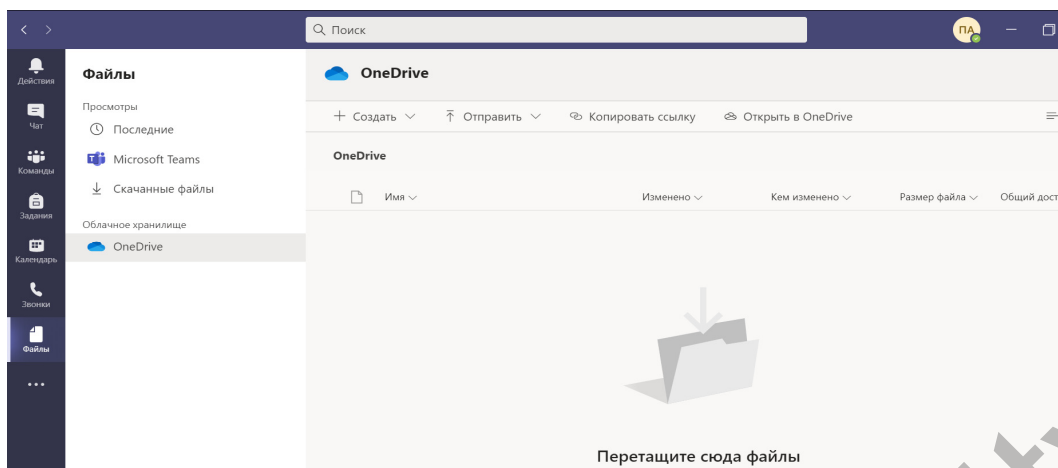 Поиск
ПА
Действия
Чат
Команды
Задания
Календарь
Звонки
Файлы
Файлы
Просмотры
Последние
Microsoft Teams
Скачанные файлы
Облачное хранилище
OneDrive
OneDrive
Создать
Отправить
Копировать ссылку
Открыть в OneDrive
OneDrive
Имя
Изменено
Кем изменено
Размер файла
Общий дост
Перетащите сюда файлы